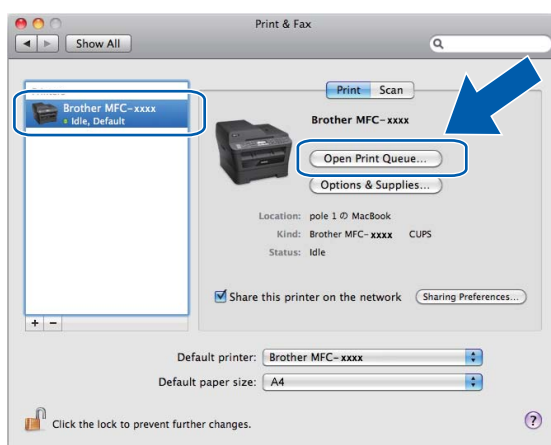 Print & Fax
Show All
Print Scan
Brother MFC-xxxx
Idle, Default
Brother MFC-xxxx
Open Print Queue...
Options & Supplies...
Location: pole 1 の MacBook
Kind: Brother MFC-xxxx CUPS
Status: Idle
Share this printer on the network Sharing Preferences...
+ −
Default printer: Brother MFC-xxxx
Default paper size: A4
Click the lock to prevent further changes.
?